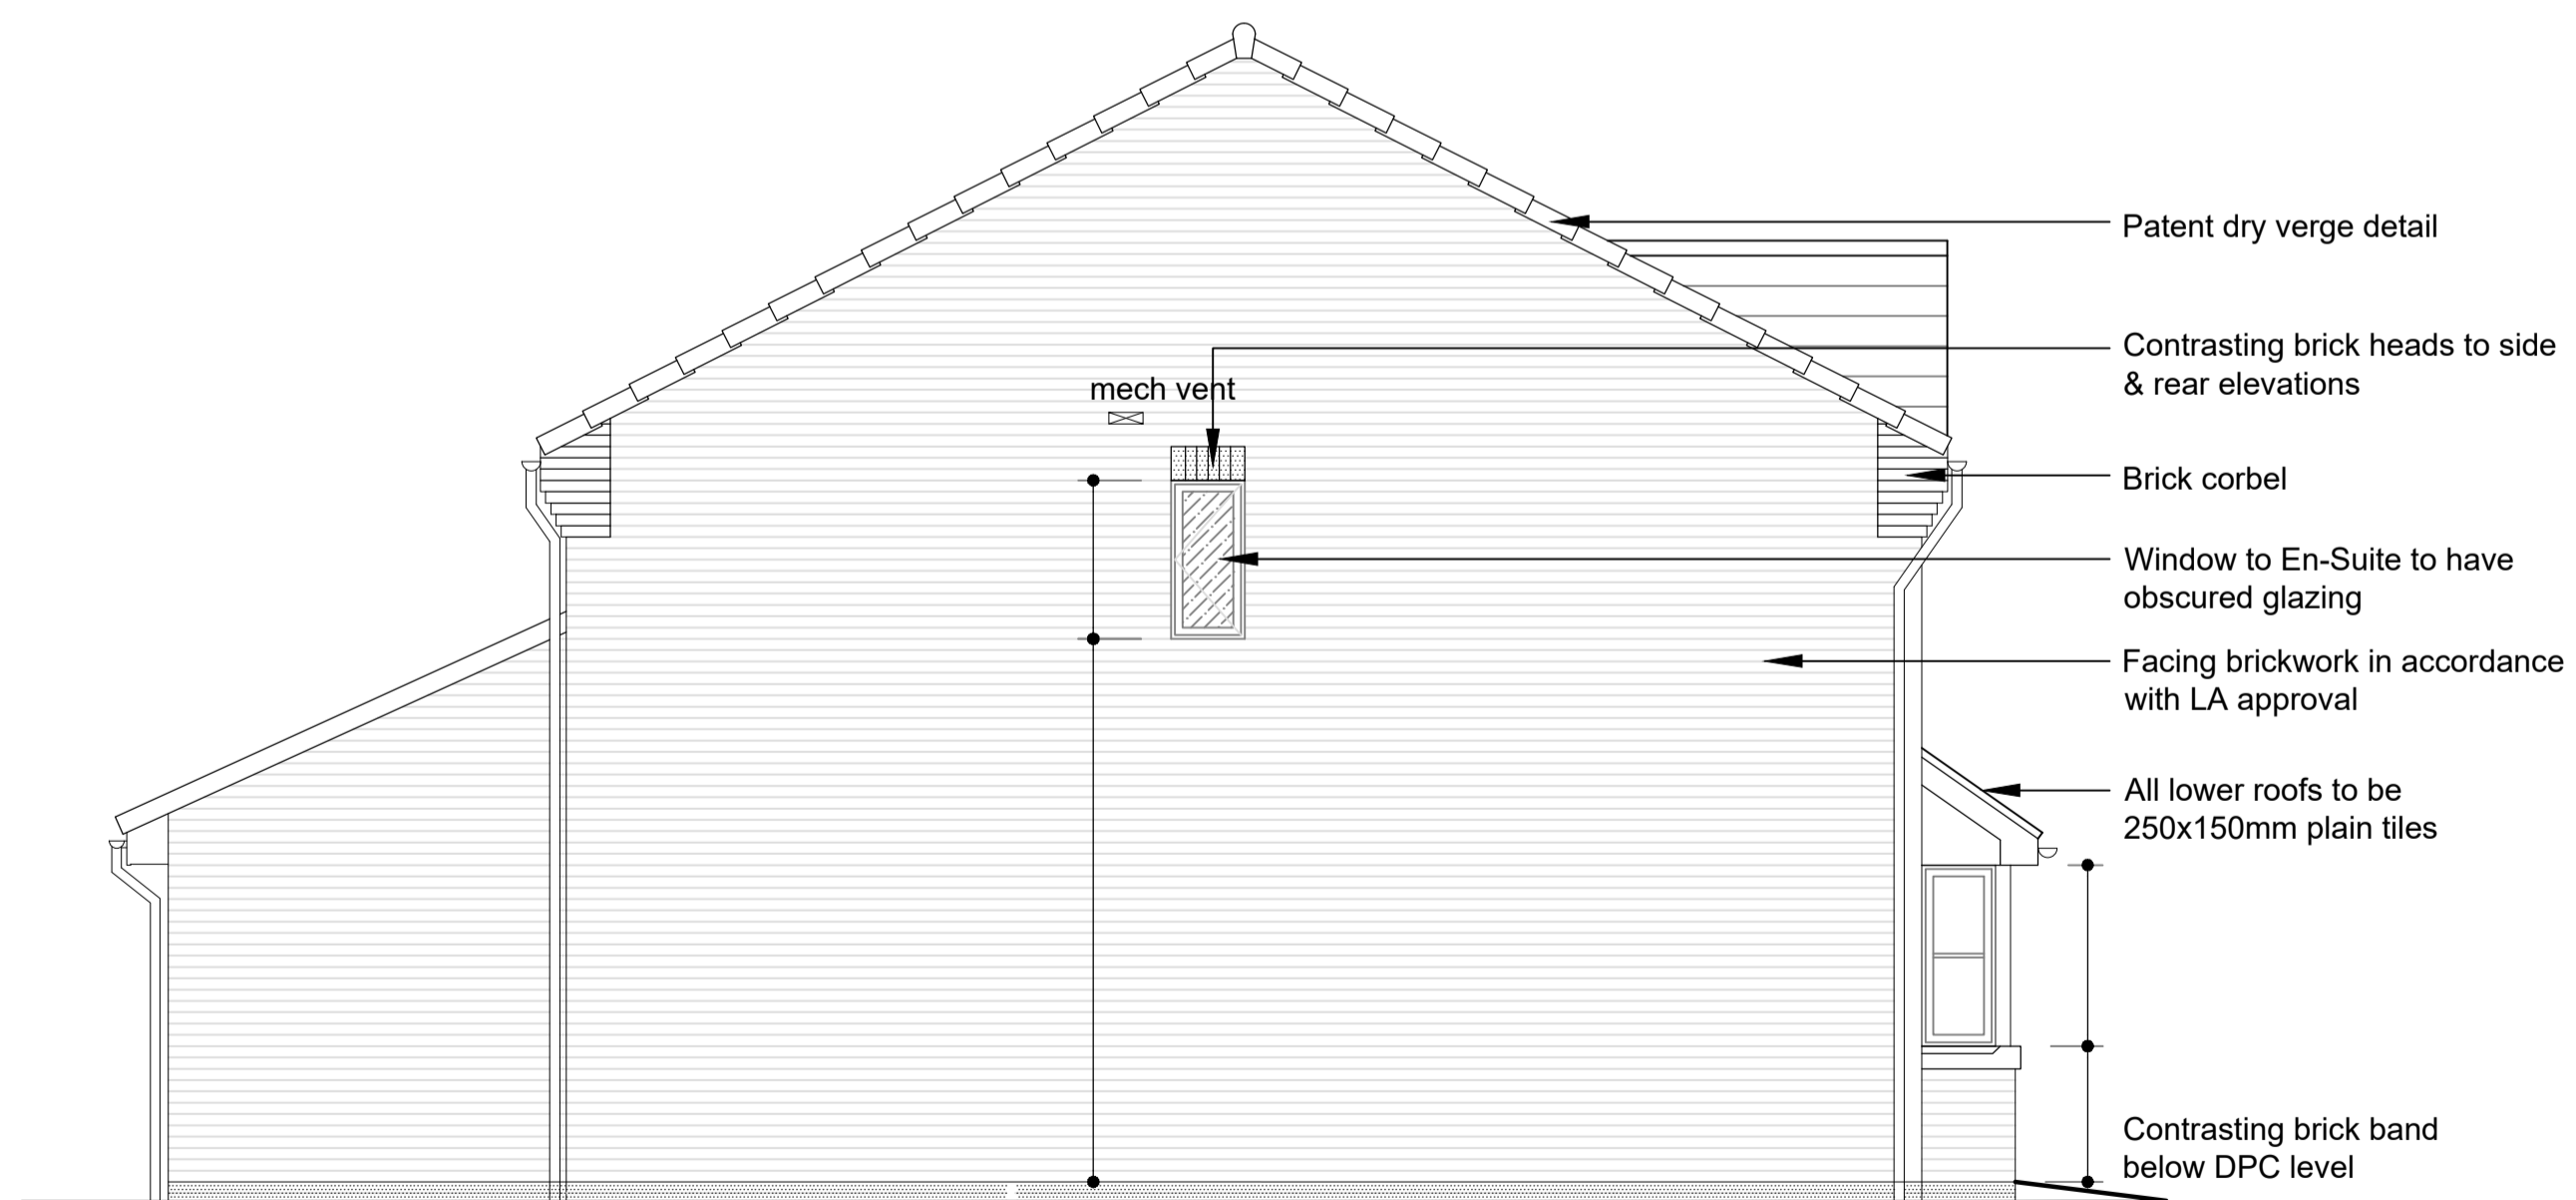 Patent dry verge detail
Contrasting brick heads to side
& rear elevations
mech vent
Brick corbel
Window to En-Suite to have
obscured glazing
Facing brickwork in accordance
with LA approval
All lower roofs to be
250x150mm plain tiles
Contrasting brick band
below DPC level